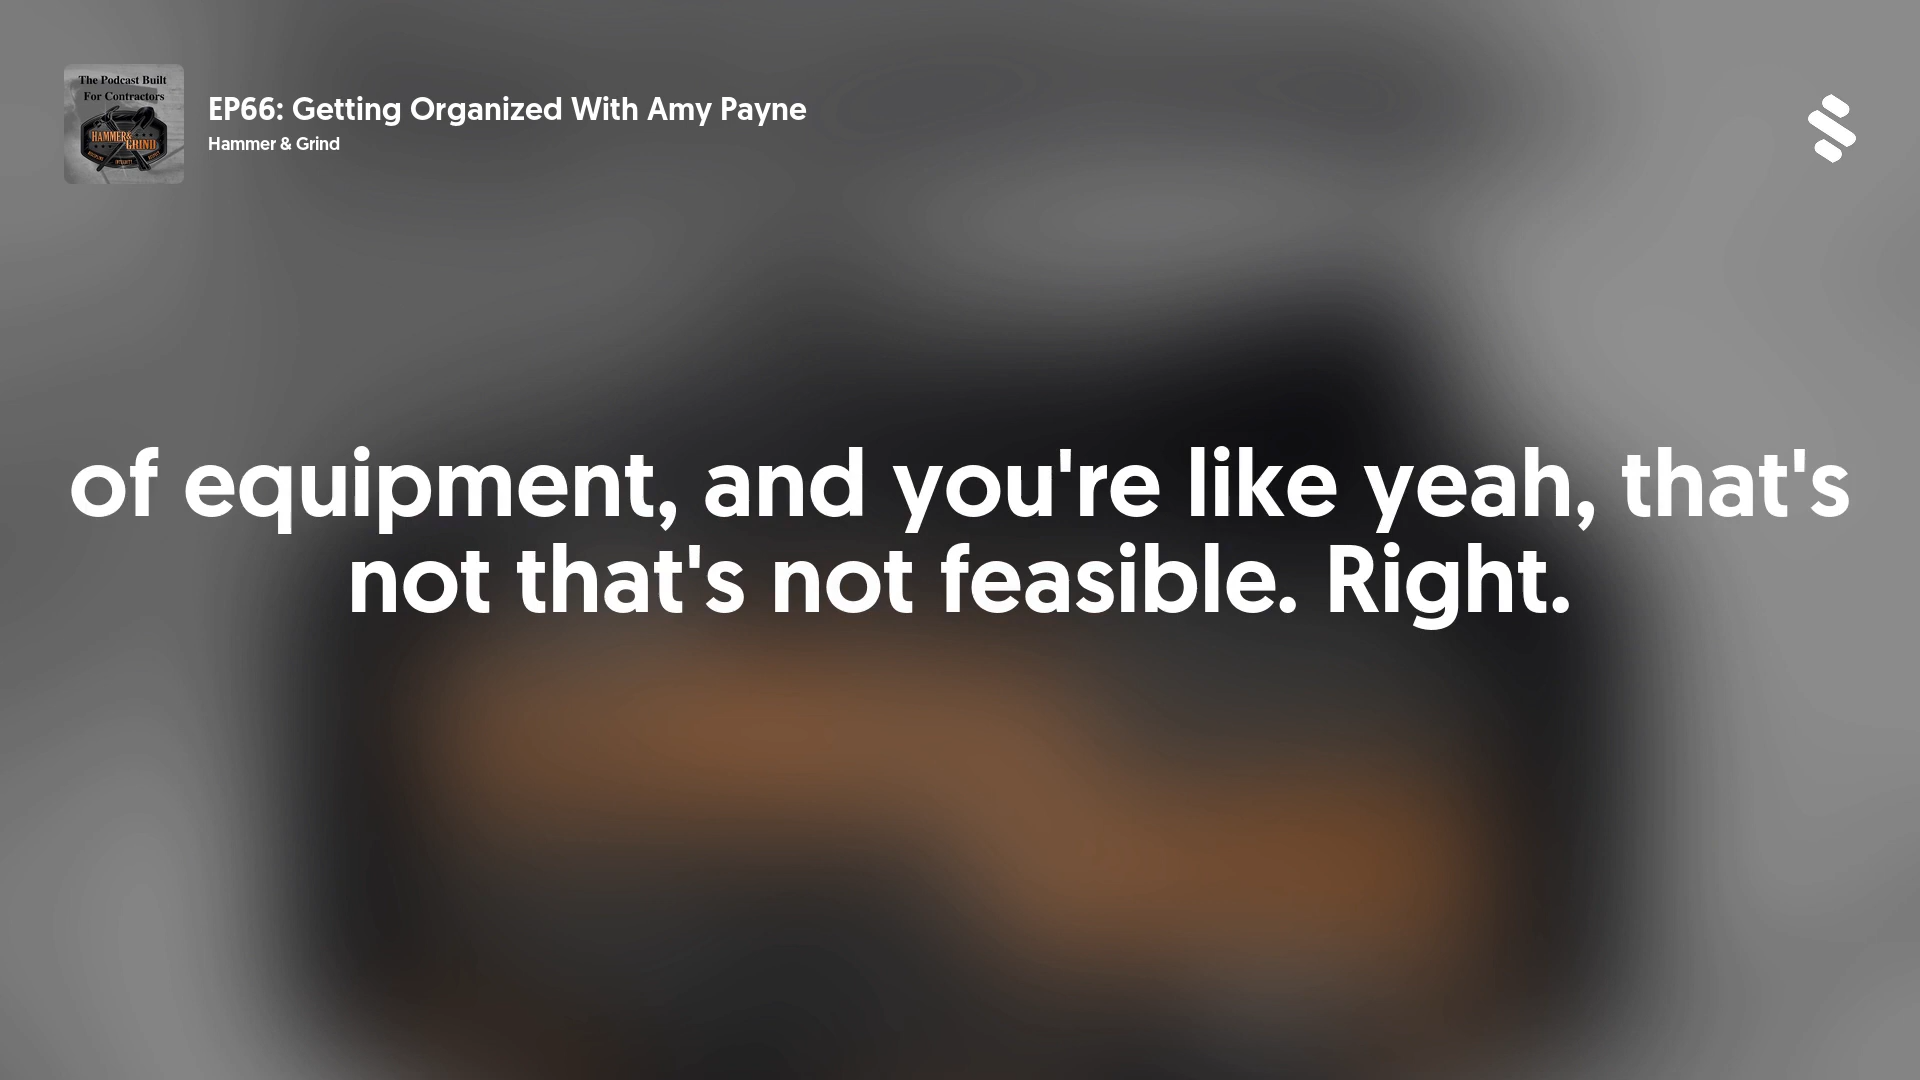 The Podcast Built
For Contractors
HAMMER&
GRIND
EP66: Getting Organized With Amy Payne
Hammer & Grind
of equipment, and you're like yeah, that's
not that's not feasible. Right.